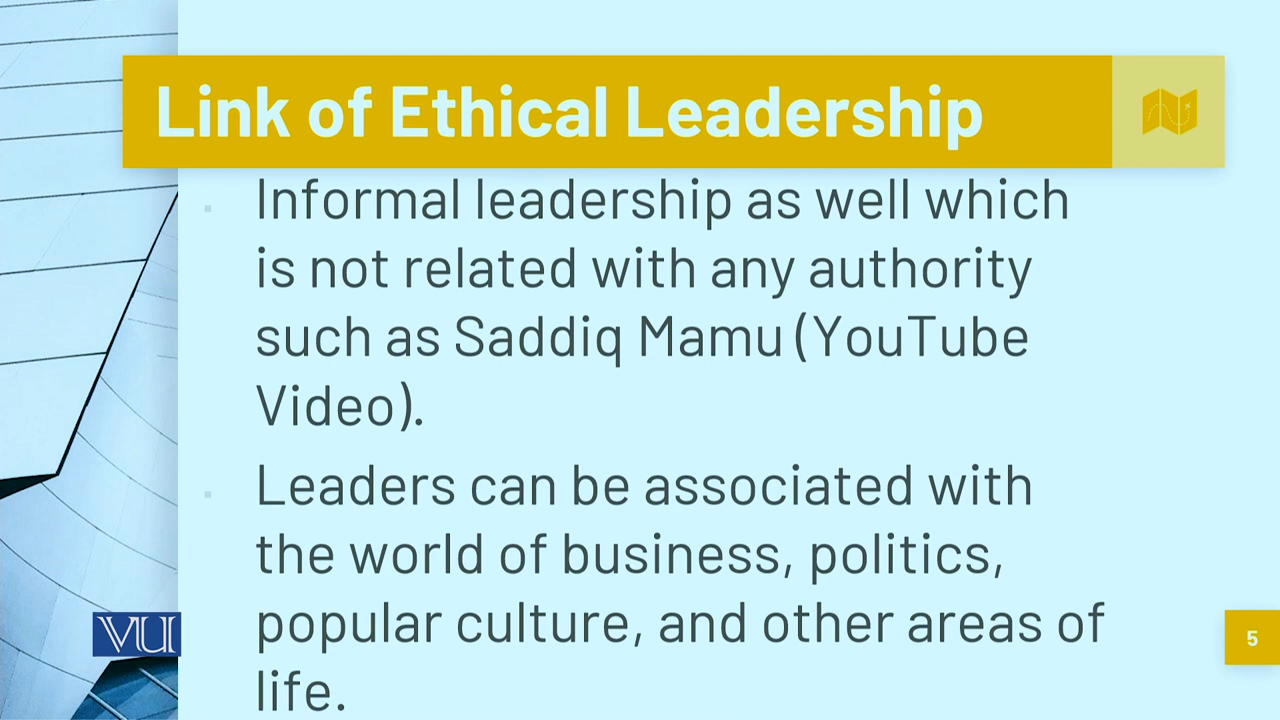 Link of Ethical Leadership
Informal leadership as well which
is not related with any authority
such as Saddiq Mamu (YouTube
Video).
Leaders can be associated with
the world of business, politics,
popular culture, and other areas of
life.
VU
5